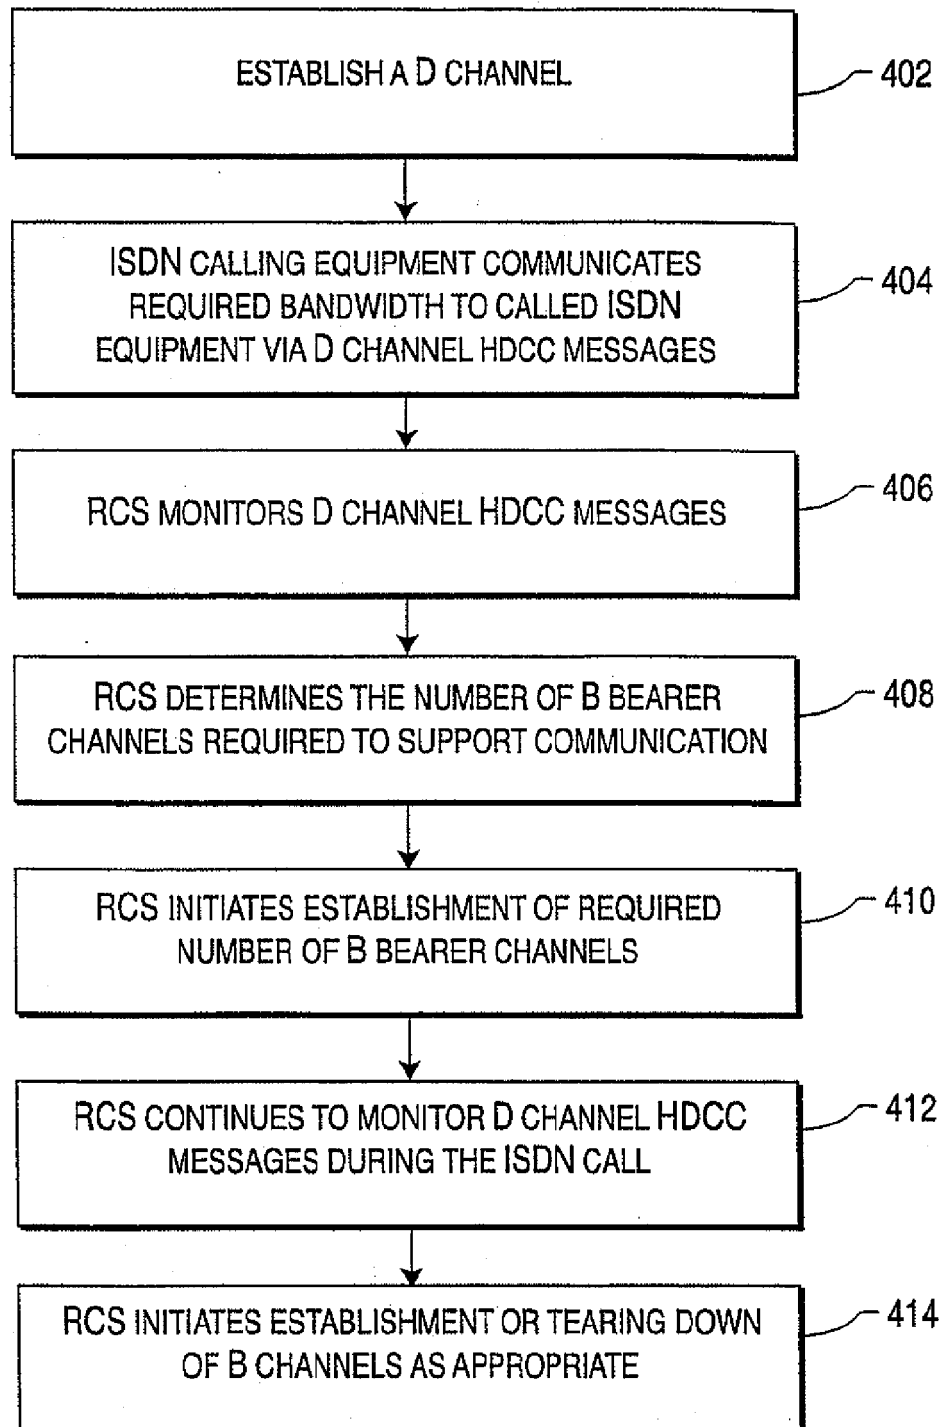 ESTABLISH A D CHANNEL
402
ISDN CALLING EQUIPMENT COMMUNICATES
REQUIRED BANDWIDTH TO CALLED ISDN
EQUIPMENT VIA D CHANNEL HDCC MESSAGES
404
RCS MONITORS D CHANNEL HDCC MESSAGES
406
RCS DETERMINES THE NUMBER OF B BEARER
CHANNELS REQUIRED TO SUPPORT COMMUNICATION
408
RCS INITIATES ESTABLISHMENT OF REQUIRED
NUMBER OF B BEARER CHANNELS
410
RCS CONTINUES TO MONITOR D CHANNEL HDCC
MESSAGES DURING THE ISDN CALL
412
RCS INITIATES ESTABLISHMENT OR TEARING DOWN
OF B CHANNELS AS APPROPRIATE
414